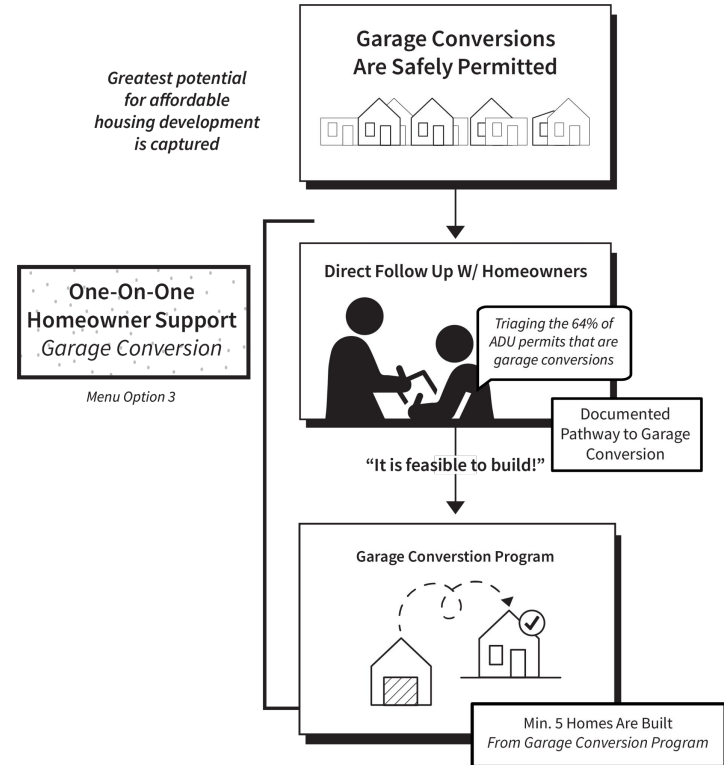 Garage Conversions
Are Safely Permitted
Greatest potential
for affordable
housing development
is captured
Direct Follow Up W/ Homeowners
One-On-One
Homeowner Support
Garage Conversion
Menu Option 3
Triaging the 64% of
ADU permits that are
garage conversions
Documented
Pathway to Garage
Conversion
“It is feasible to build!”
Garage Converstion Program
Min. 5 Homes Are Built
From Garage Conversion Program